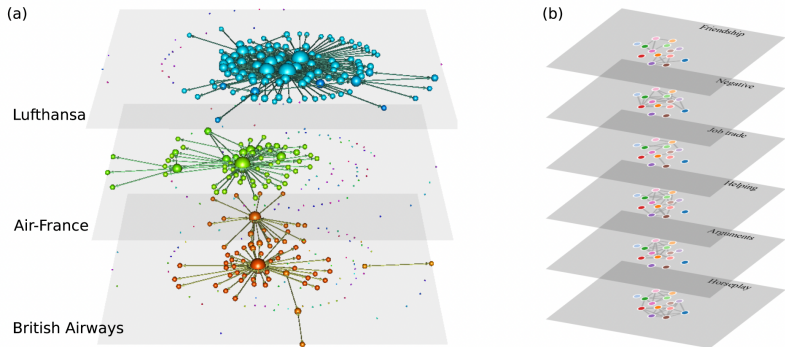 (a)
Lufthansa
Air-France
British Airways
(b)
Friendship
Negative
Job trade
Helping
Arguments
Horseplay